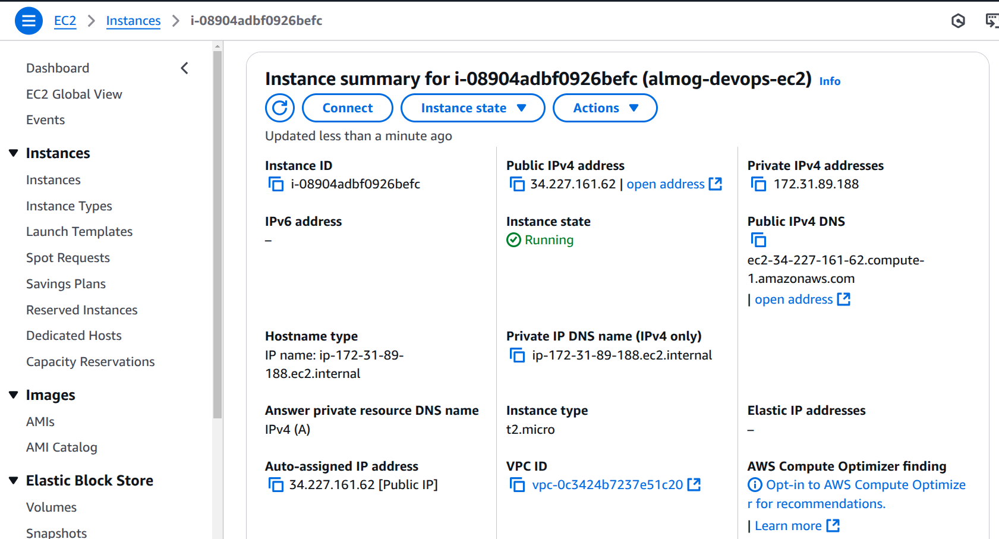 EC2 > Instances > i-08904adbf0926befc
Dashboard
EC2 Global View
Events
Instances
Instances
Instance Types
Launch Templates
Spot Requests
Savings Plans
Reserved Instances
Dedicated Hosts
Capacity Reservations
Images
AMIs
AMI Catalog
Elastic Block Store
Volumes
Snapshots
Instance summary for i-08904adbf0926befc (almog-devops-ec2) Info
Connect
Instance state
Actions
Updated less than a minute ago
Instance ID
i-08904adbf0926befc
Public IPv4 address
34.227.161.62 | open address
Private IPv4 addresses
172.31.89.188
IPv6 address
–
Instance state
Running
Public IPv4 DNS
ec2-34-227-161-62.compute-
1.amazonaws.com
| open address
Hostname type
IP name: ip-172-31-89-
188.ec2.internal
Private IP DNS name (IPv4 only)
ip-172-31-89-188.ec2.internal
Answer private resource DNS name
IPv4 (A)
Instance type
t2.micro
Elastic IP addresses
–
Auto-assigned IP address
34.227.161.62 [Public IP]
VPC ID
vpc-0c3424b7237e51c20
AWS Compute Optimizer finding
Opt-in to AWS Compute Optimize
r for recommendations.
| Learn more